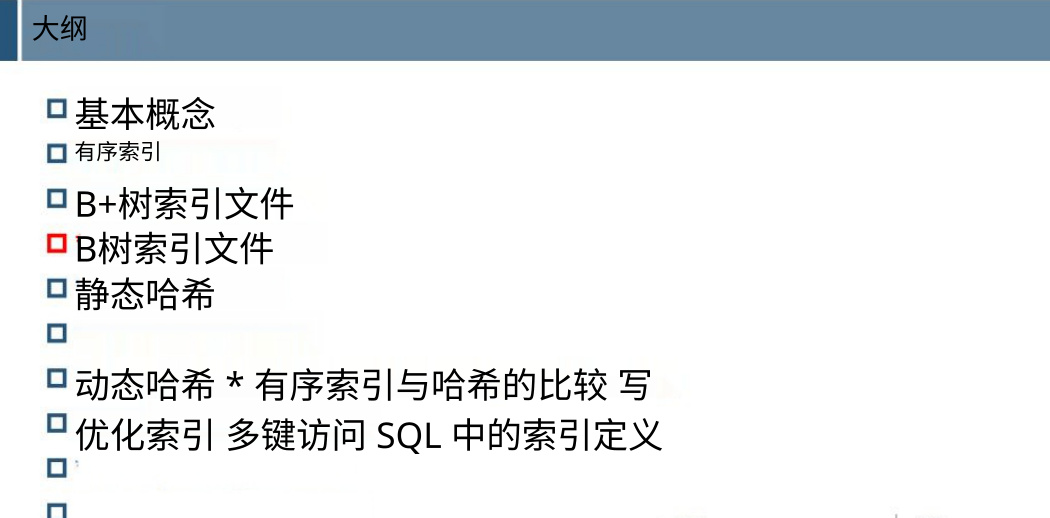 大纲
基本概念
有序索引
B+树索引文件
B树索引文件
静态哈希
动态哈希 * 有序索引与哈希的比较 写
优化索引 多键访问 SQL 中的索引定义